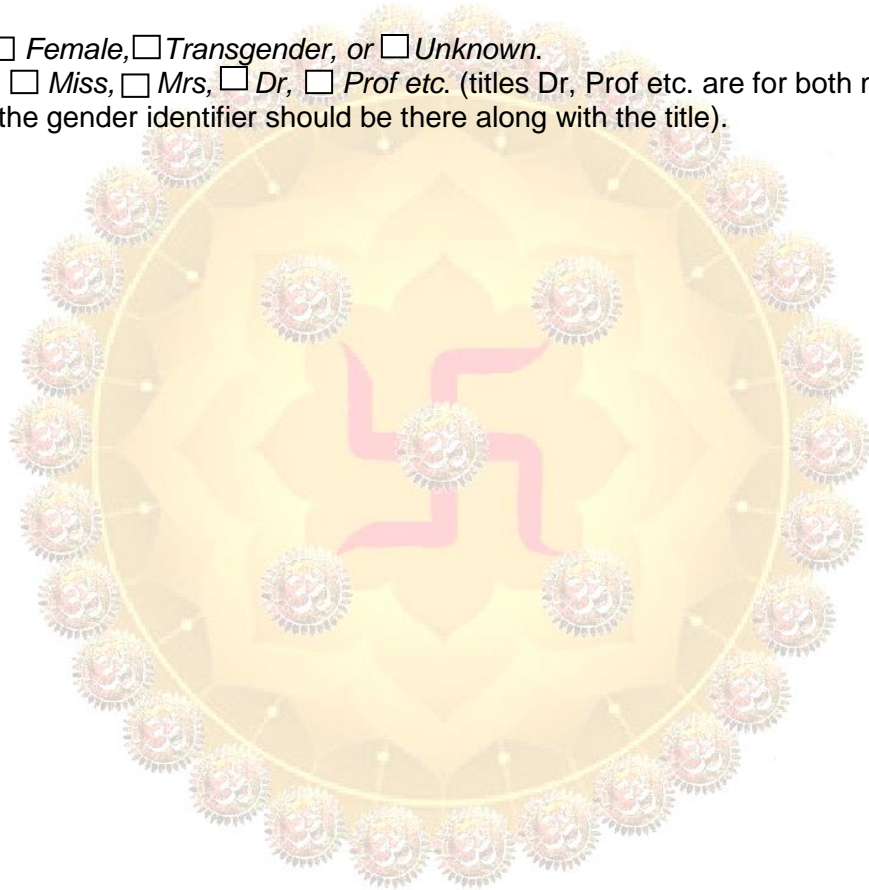 ☐ Female,☐Transgender, or ☐Unknown.
☐ Miss, ☐ Mrs, ☐ Dr, ☐ Prof etc. (titles Dr, Prof etc. are for both
the gender identifier should be there along with the title).